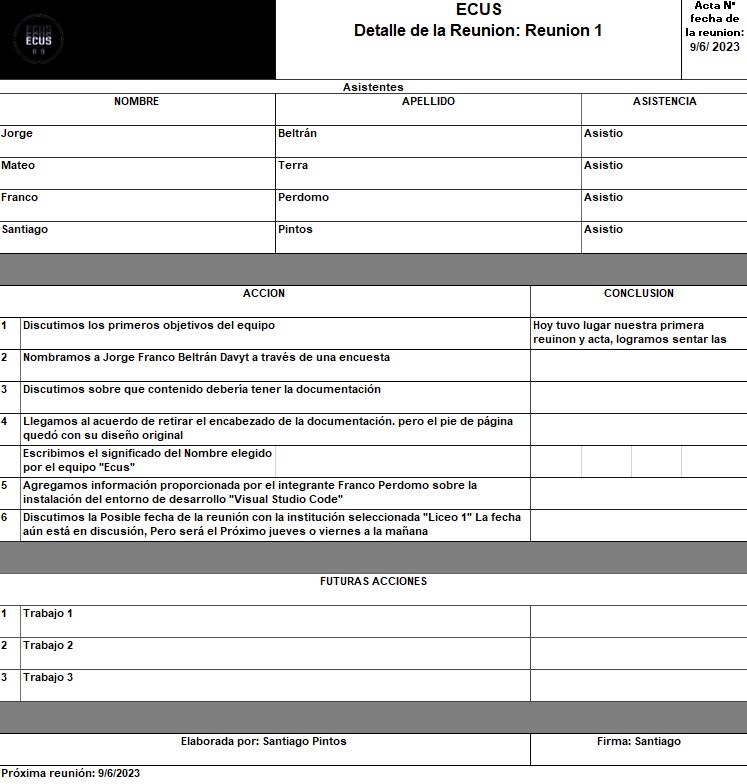 ECUS
ECUS
Detalle de la Reunion: Reunion 1
Acta N°
fecha de
la reunion:
9/6/ 2023
Asistentes
NOMBRE APELLIDO ASISTENCIA
Jorge Beltrán Asistio
Mateo Terra Asistio
Franco Perdomo Asistio
Santiago Pintos Asistio
ACCION CONCLUSION
1 Discutimos los primeros objetivos del equipo
Hoy tuvo lugar nuestra primera
reuinon y acta, logramos sentar las
2 Nombramos a Jorge Franco Beltrán Davyt a través de una encuesta
3 Discutimos sobre que contenido debería tener la documentación
4 Llegamos al acuerdo de retirar el encabezado de la documentación. pero el pie de página
quedó con su diseño original
Escribimos el significado del Nombre elegido
por el equipo "Ecus"
5 Agregamos información proporcionada por el integrante Franco Perdomo sobre la
instalación del entorno de desarrollo "Visual Studio Code"
6 Discutimos la Posible fecha de la reunión con la institución seleccionada "Liceo 1" La fecha
aún está en discusión, Pero será el Próximo jueves o viernes a la mañana
FUTURAS ACCIONES
1 Trabajo 1
2 Trabajo 2
3 Trabajo 3
Elaborada por: Santiago Pintos Firma: Santiago
Próxima reunión: 9/6/2023